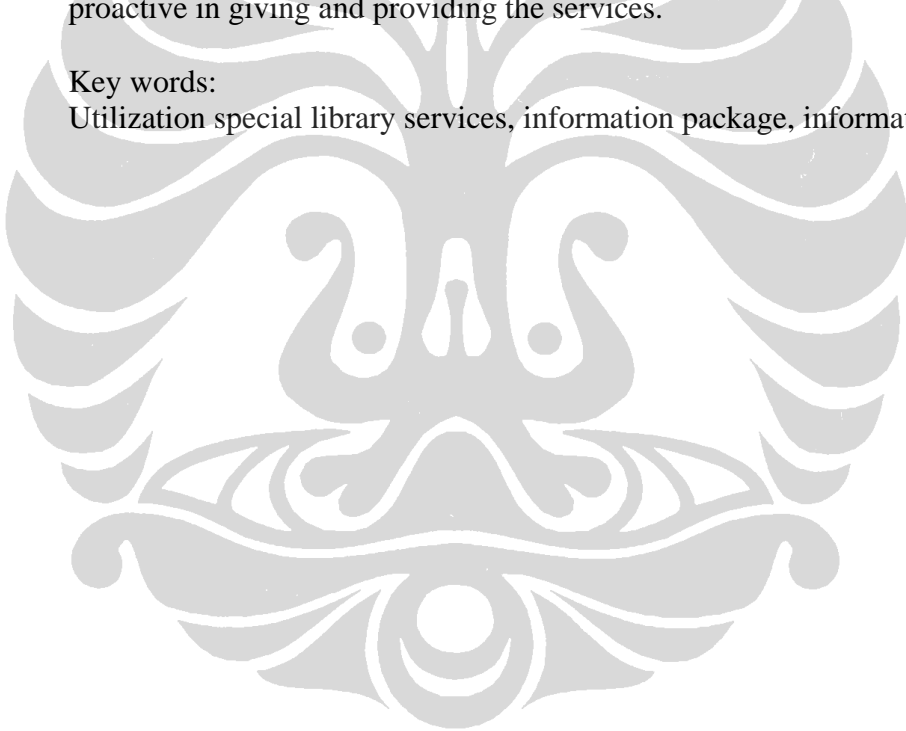 proactive in giving and providing the services.
Key words:
Utilization special library services, information package,